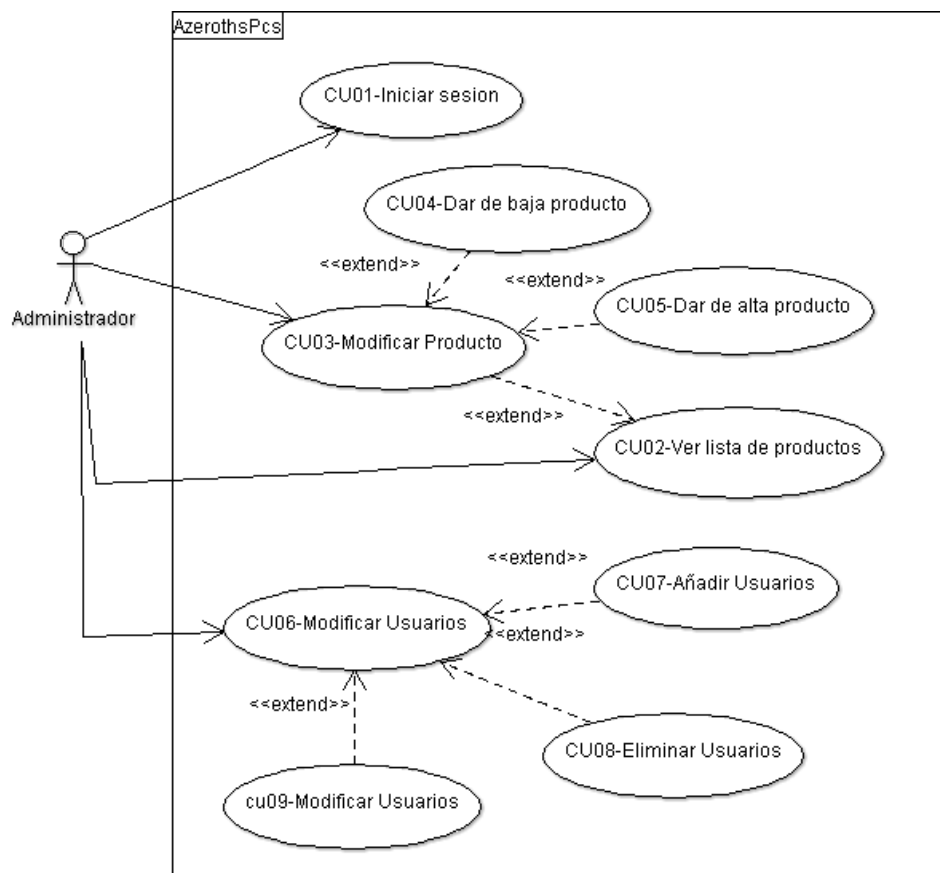 AzerothsPcs
CU01-Iniciar sesion
CU04-Dar de baja producto
<<extend>>
<<extend>>
CU05-Dar de alta producto
Administrador
CU03-Modificar Producto
<<extend>>
CU02-Ver lista de productos
<<extend>>
CU07-Añadir Usuarios
CU06-Modificar Usuarios
<<extend>>
<<extend>>
CU08-Eliminar Usuarios
cu09-Modificar Usuarios